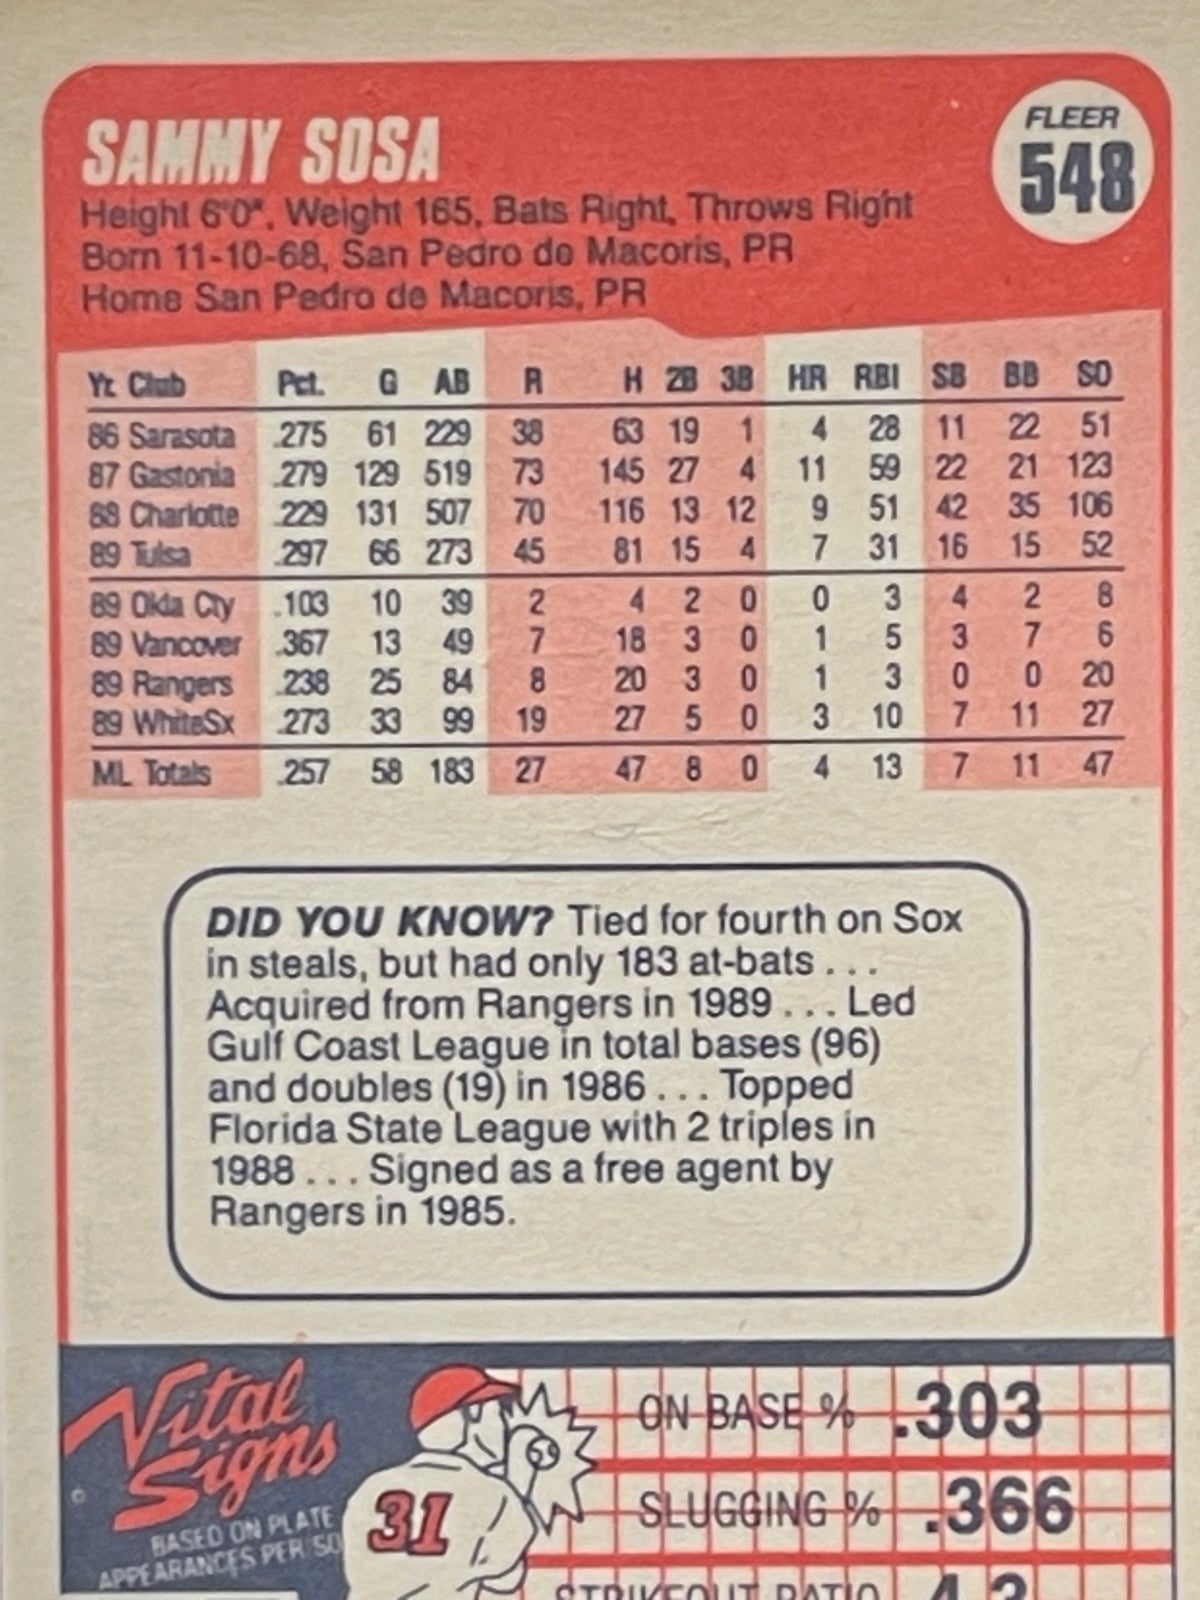 SAMMY SOSA
FLEER
548
Height 6'0", Weight 165, Bats Right, Throws Right
Born 11-10-68, San Pedro de Macoris, PR
Home San Pedro de Macoris, PR
Yr. Club Pct. G AB R H 2B 3B HR RBI SB BB SO
86 Sarasota .275 61 229 38 63 19 1 4 28 11 22 51
87 Gastonia .279 129 519 73 145 27 4 11 59 22 21 123
88 Charlotte .229 131 507 70 116 13 12 9 51 42 35 106
89 Tulsa .297 66 273 45 81 15 4 7 31 16 15 52
89 Okla Cty .103 10 39 2 4 2 0 0 3 4 2 8
89 Vancover .367 13 49 7 18 3 0 1 5 3 7 6
89 Rangers .238 25 84 8 20 3 0 1 3 0 0 20
89 WhiteSx .273 33 99 19 27 5 0 3 10 7 11 27
ML Totals .257 58 183 27 47 8 0 4 13 7 11 47
DID YOU KNOW? Tied for fourth on Sox
in steals, but had only 183 at-bats . . .
Acquired from Rangers in 1989 . . . Led
Gulf Coast League in total bases (96)
and doubles (19) in 1986 . . . Topped
Florida State League with 2 triples in
1988 . . . Signed as a free agent by
Rangers in 1985.
Vital
Signs
BASED ON PLATE
APPEARANCES PER SO
31
ON BASE % .303
SLUGGING % .366
STRIKEOUT RATIO 4.3